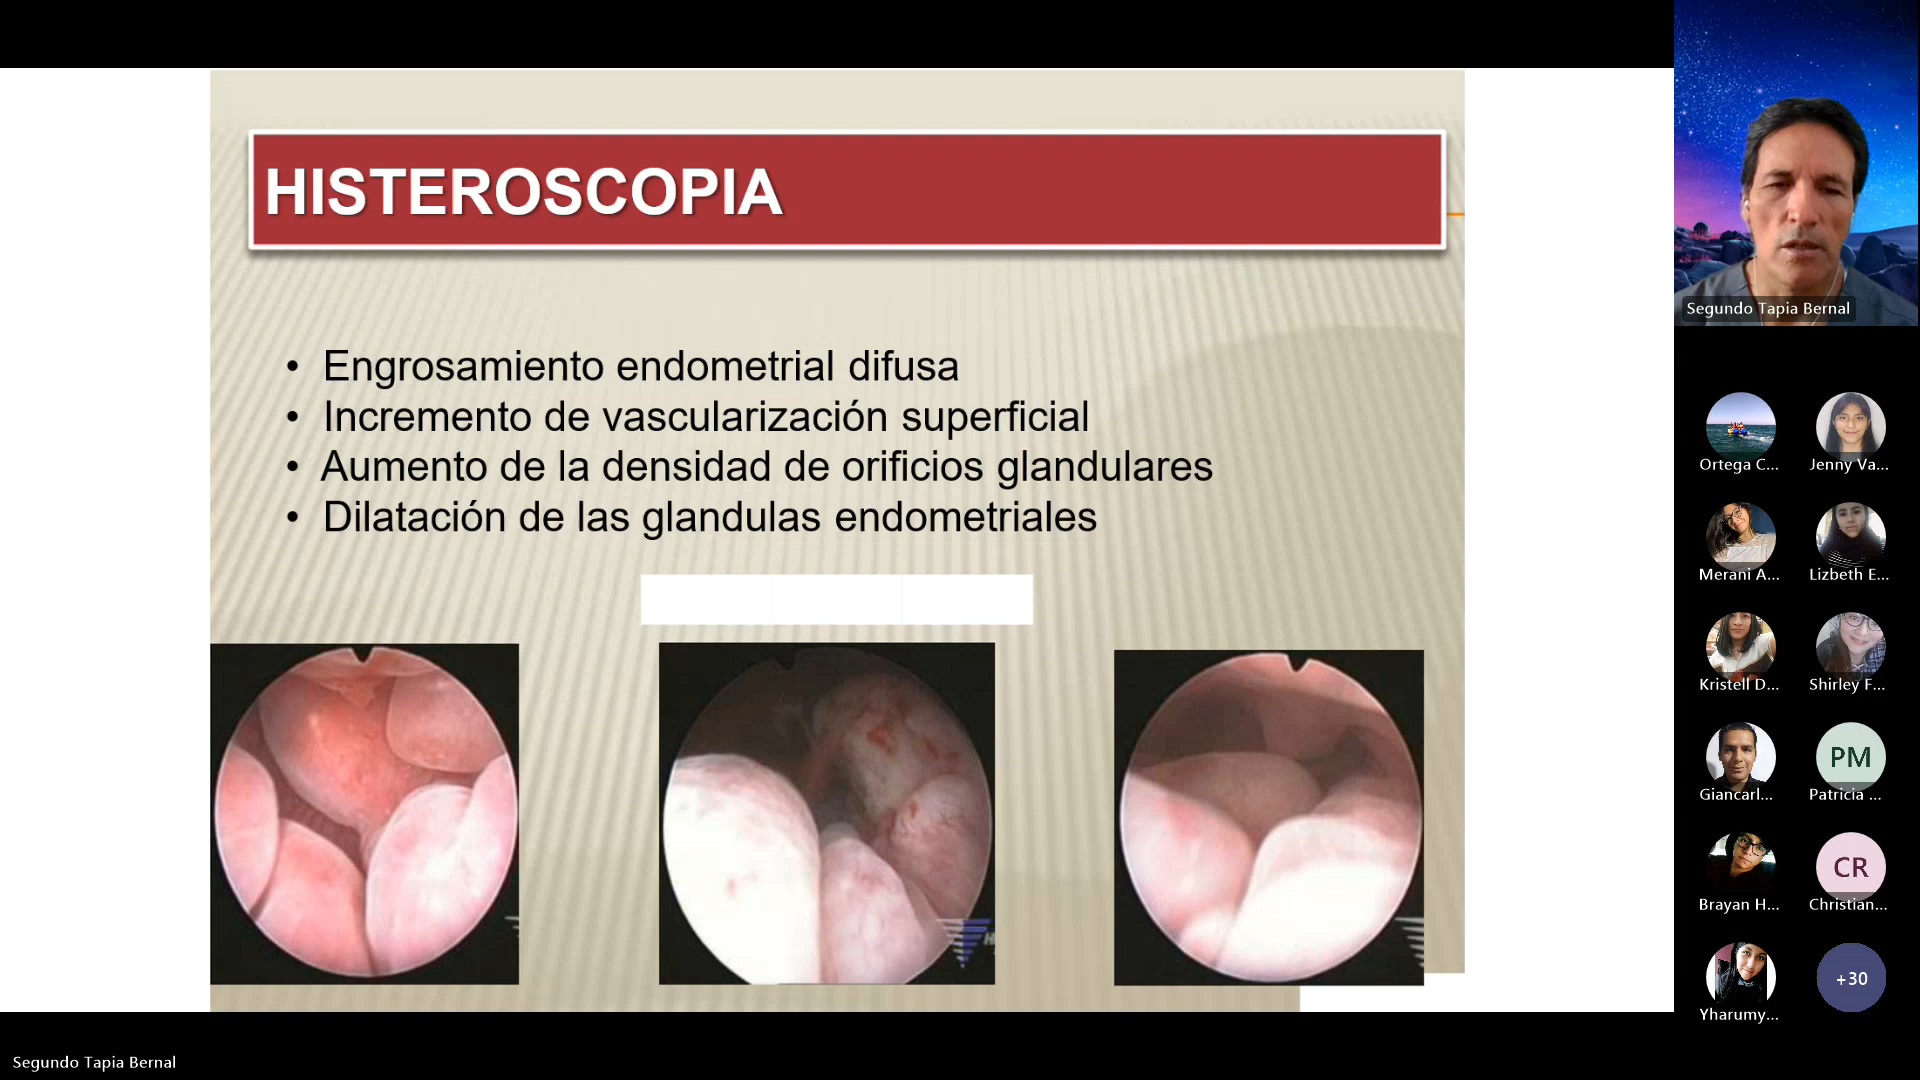 HISTEROSCOPIA
• Engrosamiento endometrial difusa
• Incremento de vascularización superficial
• Aumento de la densidad de orificios glandulares
• Dilatación de las glandulas endometriales
Segundo Tapia Bernal
Ortega C...
Jenny Va...
Merani A...
Lizbeth E...
Kristell D...
Shirley F...
Giancarl...
PM
Patricia ...
Brayan H...
CR
Christian...
Yharumy...
+30
Segundo Tapia Bernal